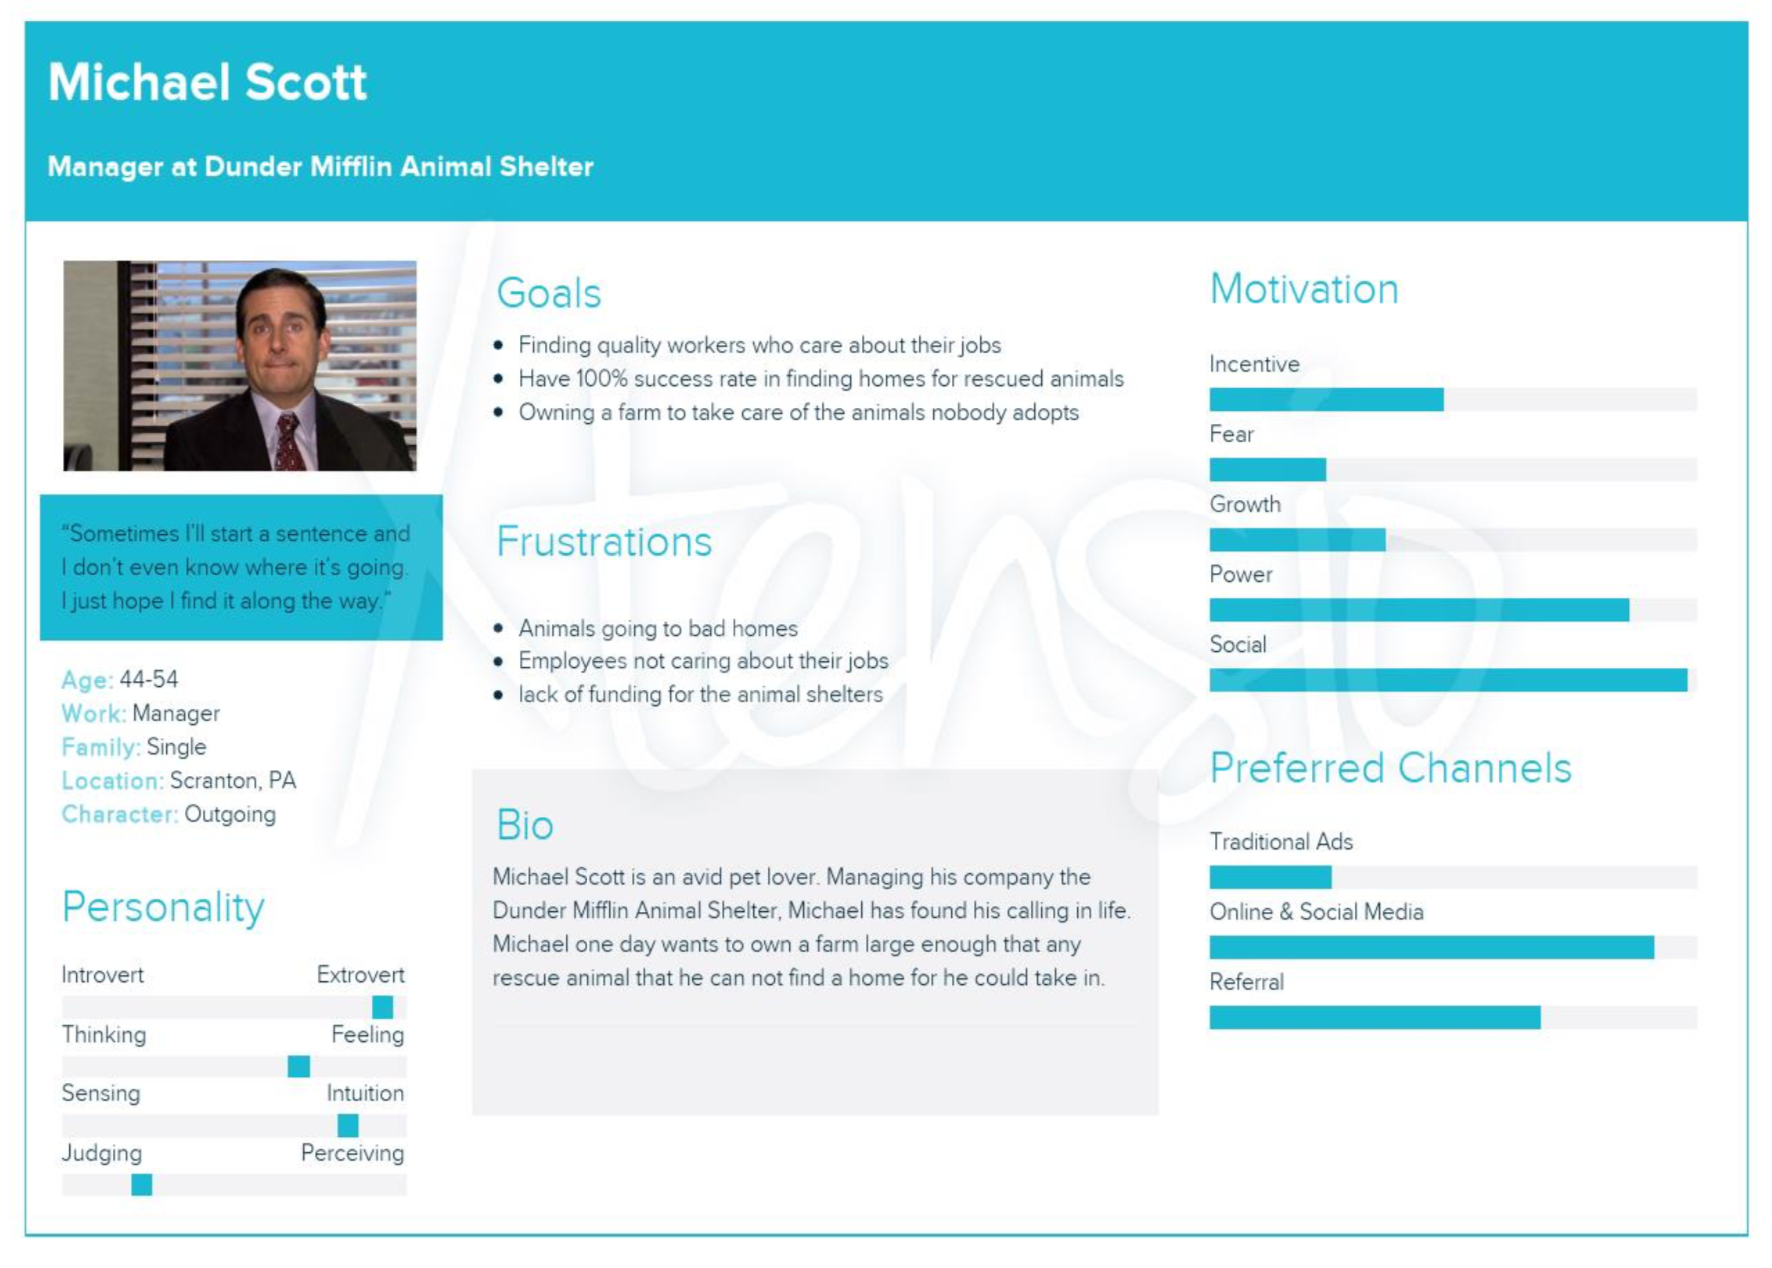 Michael Scott
Manager at Dunder Mifflin Animal Shelter
“Sometimes I'll start a sentence and
I don't even know where it's going.
I just hope I find it along the way.”
Age: 44-54
Work: Manager
Family: Single
Location: Scranton, PA
Character: Outgoing
Personality
Introvert Extrovert
Thinking Feeling
Sensing Intuition
Judging Perceiving
Goals
• Finding quality workers who care about their jobs
• Have 100% success rate in finding homes for rescued animals
• Owning a farm to take care of the animals nobody adopts
Frustrations
• Animals going to bad homes
• Employees not caring about their jobs
• lack of funding for the animal shelters
Bio
Michael Scott is an avid pet lover. Managing his company the
Dunder Mifflin Animal Shelter, Michael has found his calling in life.
Michael one day wants to own a farm large enough that any
rescue animal that he can not find a home for he could take in.
Motivation
Incentive
Fear
Growth
Power
Social
Preferred Channels
Traditional Ads
Online & Social Media
Referral
Xtensio